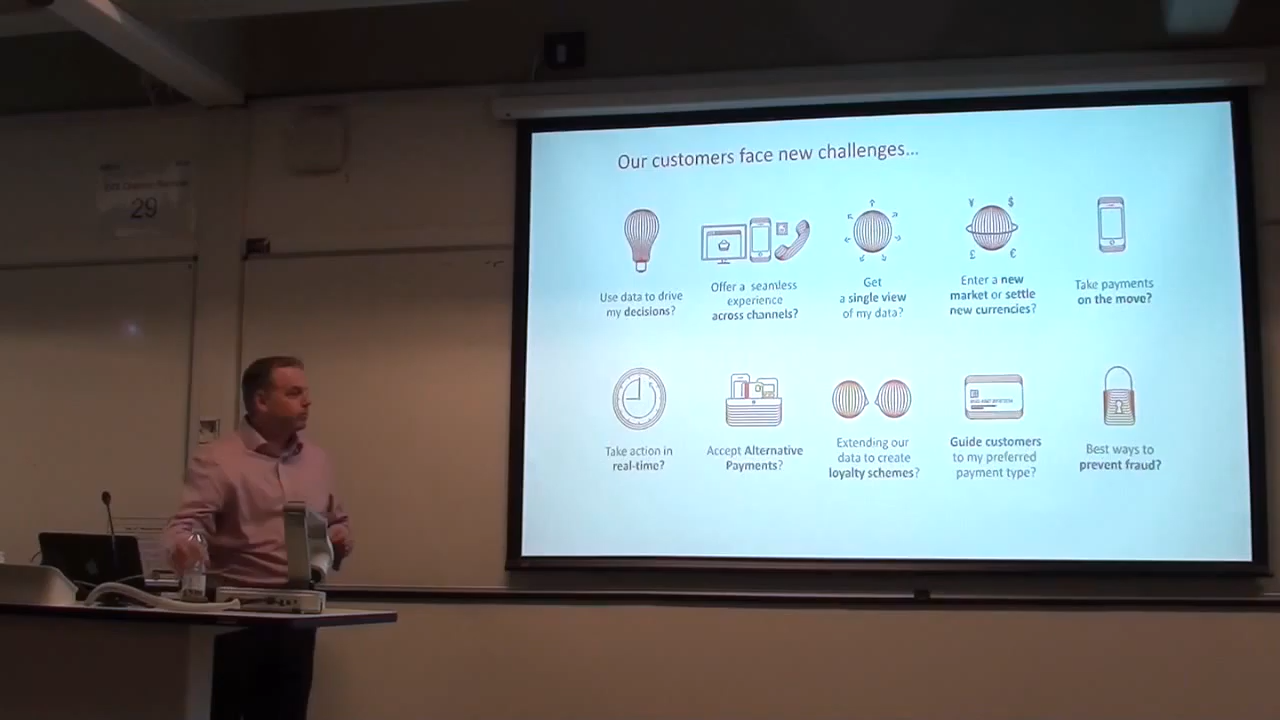 Our customers face new challenges...
Use data to drive
my decisions?
Offer a seamless
experience
across channels?
Get
a single view
of my data?
¥ $
£ €
Enter a new
market or settle
new currencies?
Take payments
on the move?
Take action in
real-time?
Accept Alternative
Payments?
Extending our
data to create
loyalty schemes?
Guide customers
to my preferred
payment type?
Best ways to
prevent fraud?
29